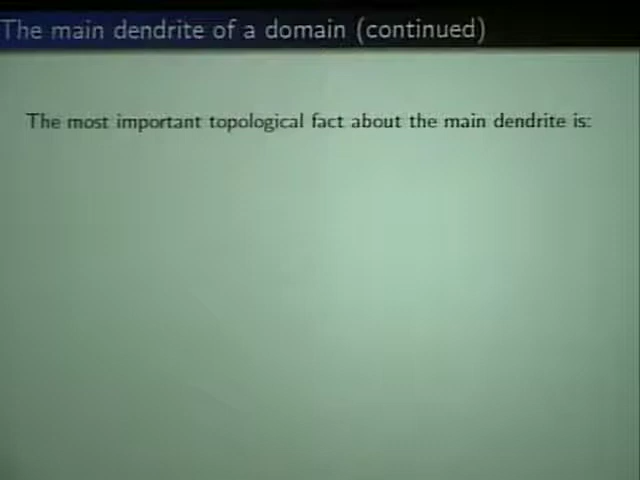 The main dendrite of a domain (continued)
The most important topological fact about the main dendrite is: